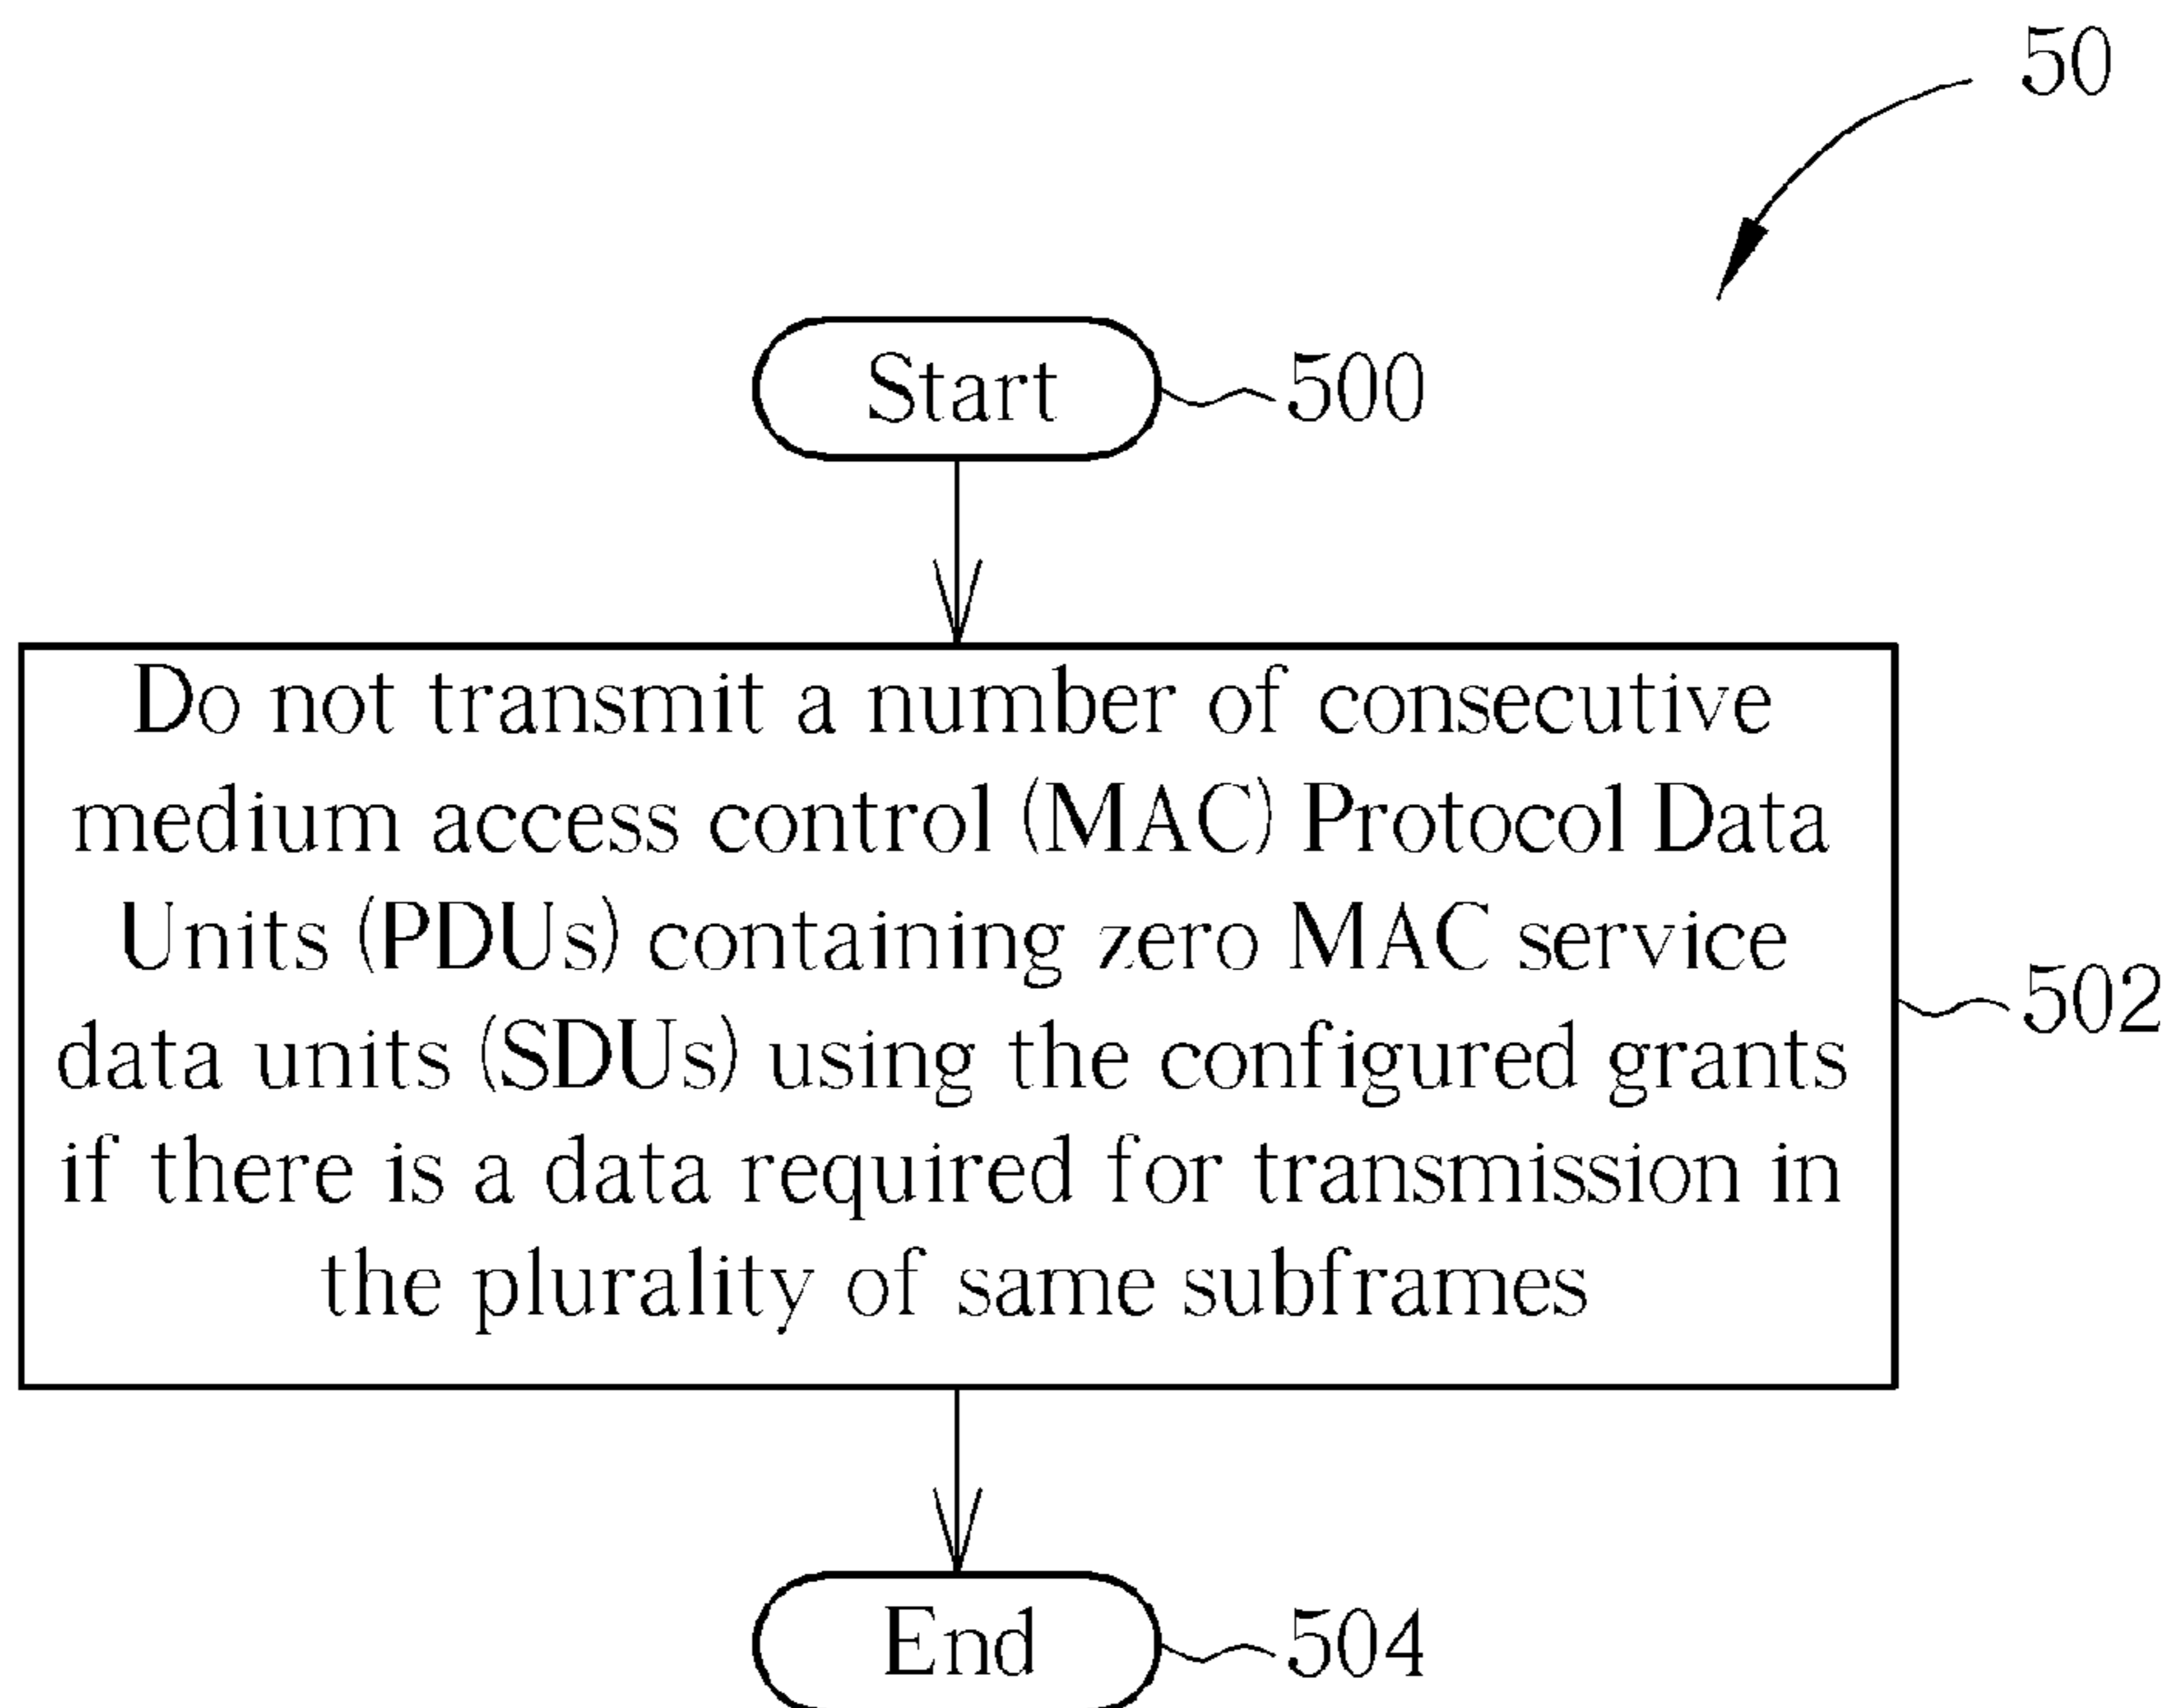 50
Start
500
Do not transmit a number of consecutive
medium access control (MAC) Protocol Data
Units (PDUs) containing zero MAC service
data units (SDUs) using the configured grants
if there is a data required for transmission in
the plurality of same subframes
502
End
504